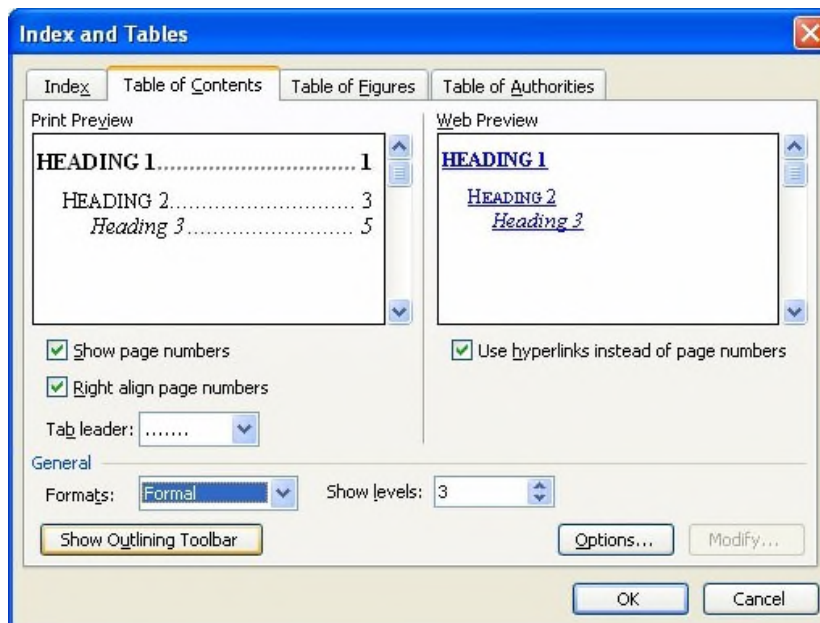 Index and Tables
Index
Table of Contents
Table of Figures
Table of Authorities
Print Preview
HEADING 1.................................... 1
HEADING 2.............................. 3
Heading 3........................... 5
Web Preview
HEADING 1
HEADING 2
Heading 3
Show page numbers
Right align page numbers
Tab leader: .......
Use hyperlinks instead of page numbers
General
Formats: Formal
Show levels: 3
Show Outlining Toolbar
Options...
Modify...
OK
Cancel